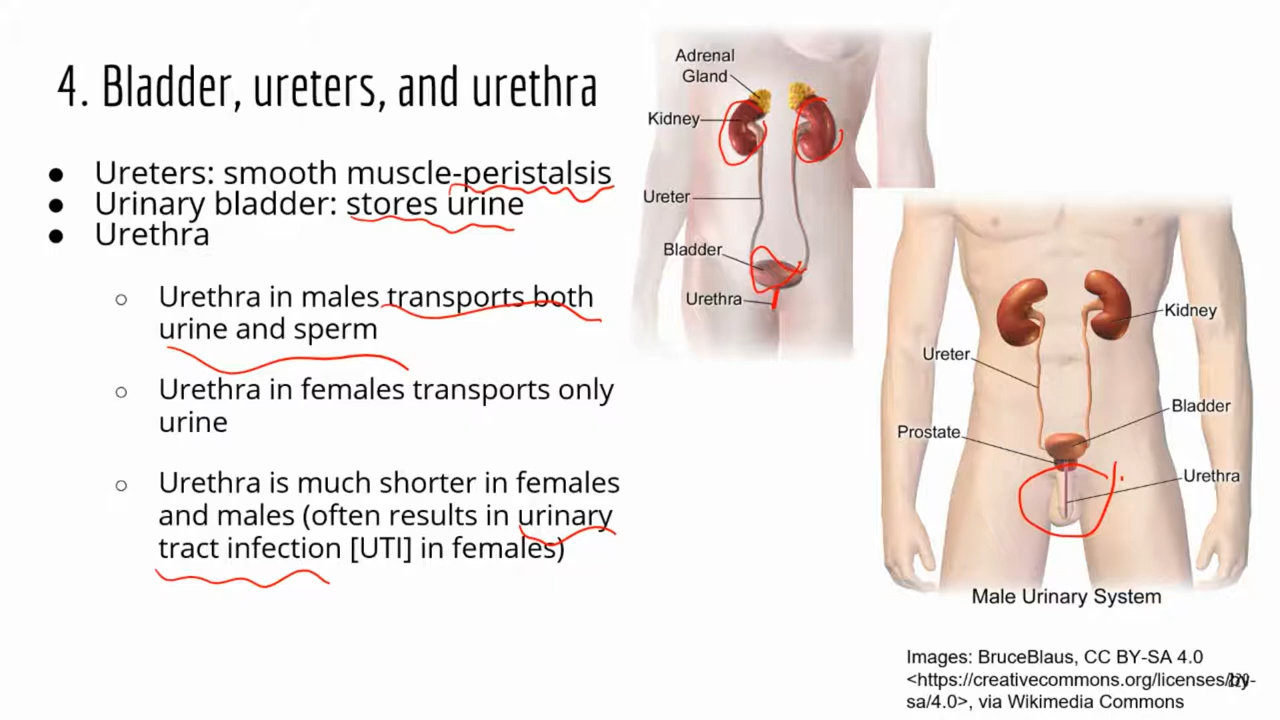 4. Bladder, ureters, and urethra
● Ureters: smooth muscle-peristalsis
● Urinary bladder: stores urine
● Urethra
○ Urethra in males transports both
urine and sperm
○ Urethra in females transports only
urine
○ Urethra is much shorter in females
and males (often results in urinary
tract infection [UTI] in females)
Adrenal
Gland
Kidney
Ureter
Bladder
Urethra
Kidney
Ureter
Bladder
Prostate
Urethra
Male Urinary System
Images: BruceBlaus, CC BY-SA 4.0
<https://creativecommons.org/licenses/by-
sa/4.0>, via Wikimedia Commons